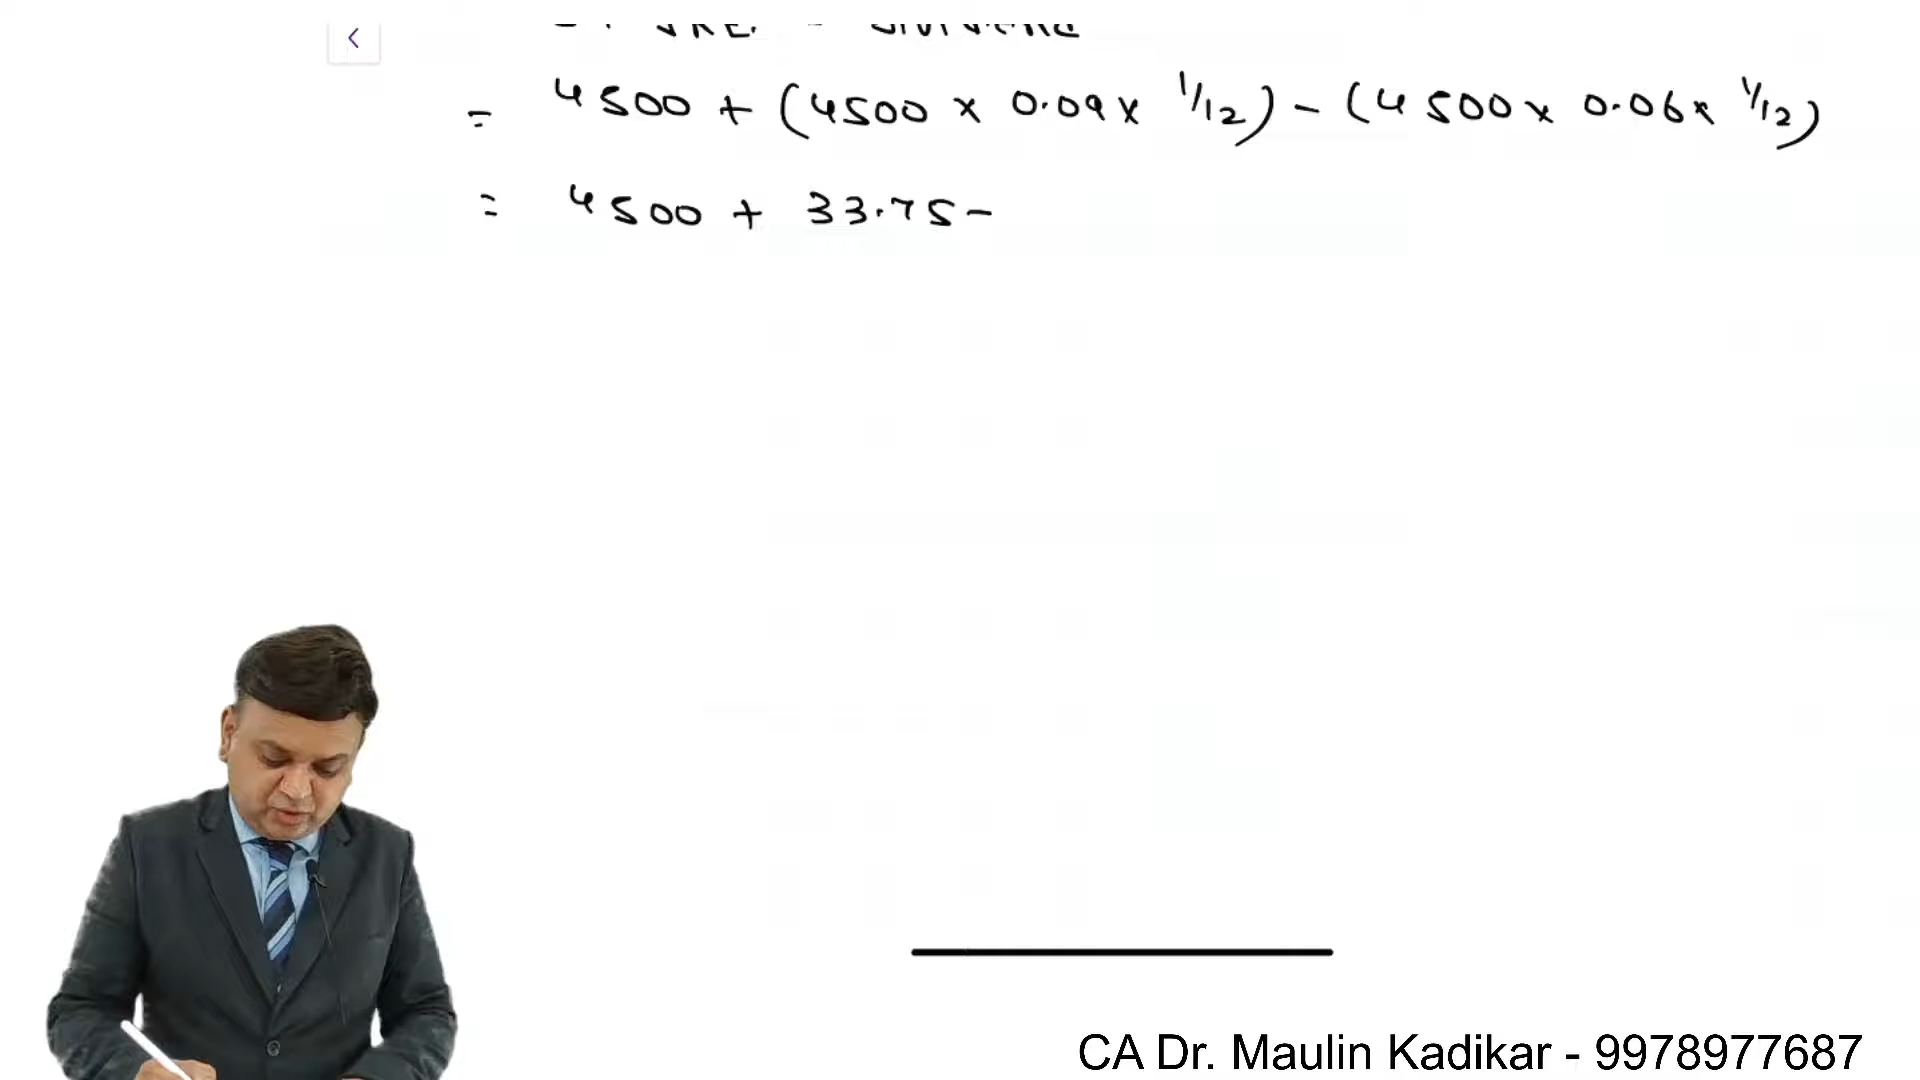 = 4500 + (4500 × 0.09 × 1/12) - (4500 × 0.06 × 1/12)
= 4500 + 33.75 -
CA Dr. Maulin Kadikar - 9978977687